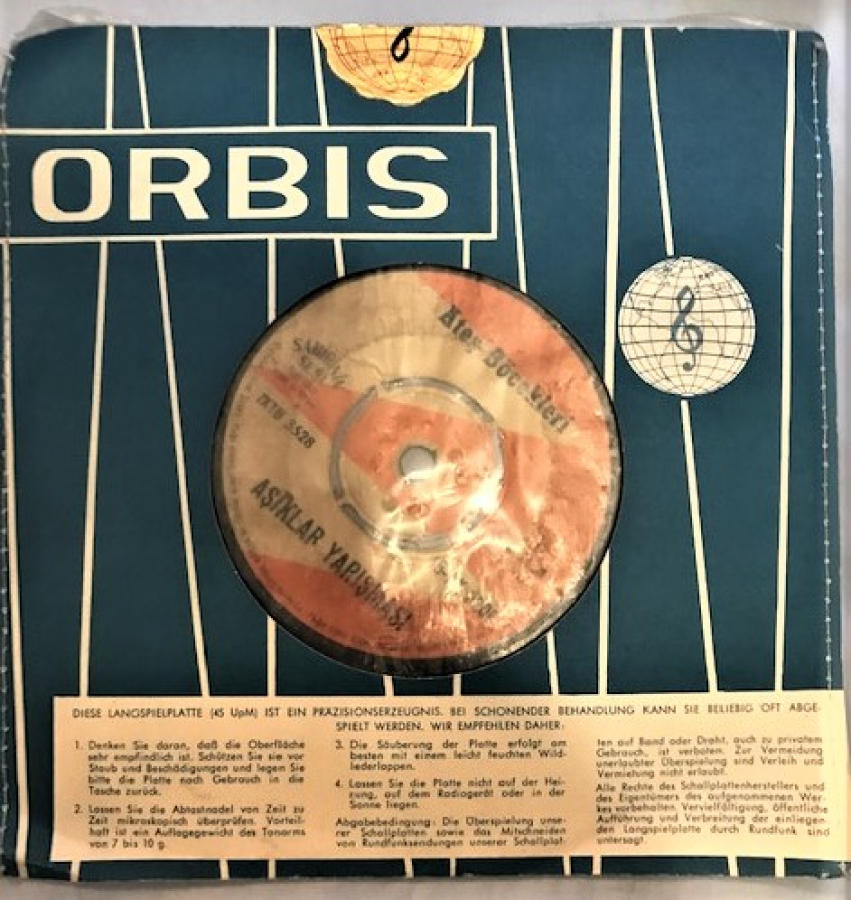 ORBIS
Ateş Böcekleri
3528
AŞIKLAR YARIŞMASI
DIESE LANGSPIELPLATTE (45 UpM) IST EIN PRÄZISIONSERZEUGNIS. BEI SCHONENDER BEHANDLUNG KANN SIE BELIEBIG OFT ABGE-
SPIELT WERDEN. WIR EMPFEHLEN DAHER:
1. Denken Sie daran, daß die Oberfläche
sehr empfindlich ist. Schützen Sie sie vor
Staub und Beschädigungen und legen Sie
bitte die Platte nach Gebrauch in die
Tasche zurück.
2. Lassen Sie die Abtastnadel von Zeit zu
Zeit mikroskopisch überprüfen. Vorteil-
haft ist ein Auflagegewicht des Tonarms
von 7 bis 10 g.
3. Die Säuberung der Platte erfolgt am
besten mit einem leicht feuchten Wild-
lederlappen.
4. Lassen Sie die Platte nicht auf der Hei-
zung, auf dem Radiogerät oder in der
Sonne liegen.
Abgabebedingung: Die Überspielung unse-
rer Schallplatten sowie das Mitschneiden
von Rundfunksendungen unserer Schallplat-
ten auf Band oder Draht, auch zu privatem
Gebrauch, ist verboten. Zur Vermeidung
unerlaubter Überspielung sind Verleih und
Vermietung nicht erlaubt.
Alle Rechte des Schallplattenherstellers und
des Eigentümers des aufgenommenen Wer-
kes vorbehalten. Vervielfältigung, öffentliche
Aufführung und Verbreitung der einliegen-
den Langspielplatte durch Rundfunk sind
untersagt.